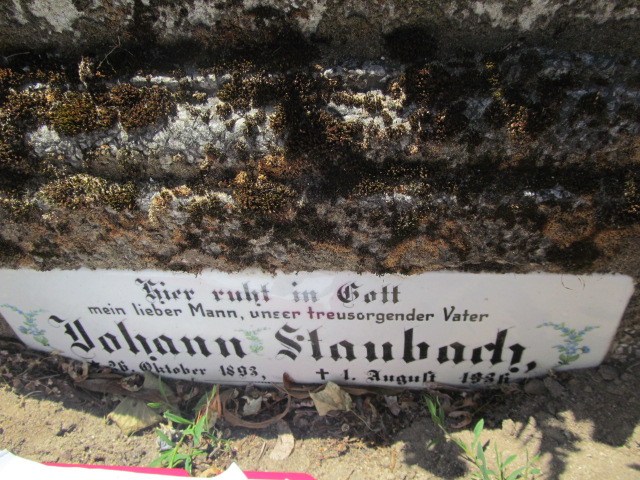 Hier ruht in Gott
mein lieber Mann, unser treusorgender Vater
Johann Staubach,
* 26. Oktober 1893, † 1. August